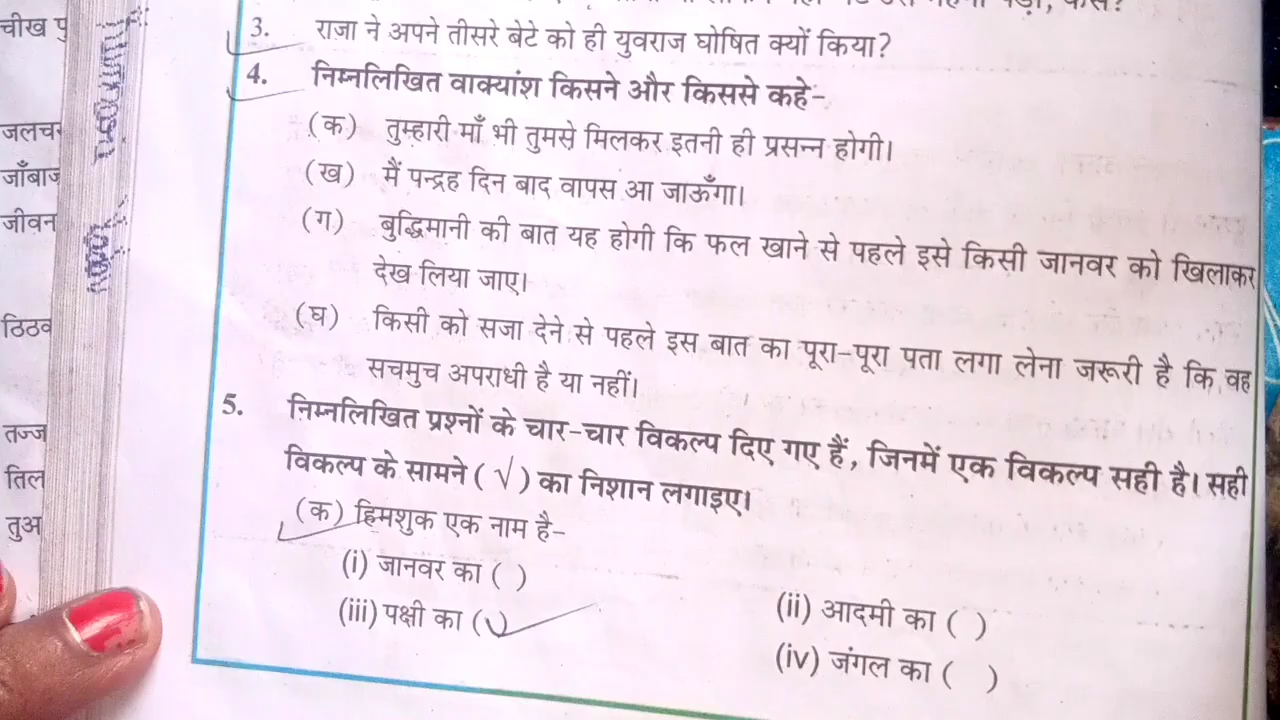 चीख पु
जलचर
जाँबाज
जीवन
ठिठक
तज्ज
तिल
तुअ
3. राजा ने अपने तीसरे बेटे को ही युवराज घोषित क्यों किया?
4. निम्नलिखित वाक्यांश किसने और किससे कहे-
(क) तुम्हारी माँ भी तुमसे मिलकर इतनी ही प्रसन्न होगी।
(ख) मैं पन्द्रह दिन बाद वापस आ जाऊँगा।
(ग) बुद्धिमानी की बात यह होगी कि फल खाने से पहले इसे किसी जानवर को खिलाकर
देख लिया जाए।
(घ) किसी को सजा देने से पहले इस बात का पूरा-पूरा पता लगा लेना जरूरी है कि वह
सचमुच अपराधी है या नहीं।
5. निम्नलिखित प्रश्नों के चार-चार विकल्प दिए गए हैं, जिनमें एक विकल्प सही है। सही
विकल्प के सामने (√) का निशान लगाइए।
(क) हिमशुक एक नाम है-
(i) जानवर का ( )
(ii) आदमी का ( )
(iii) पक्षी का (√)
(iv) जंगल का ( )